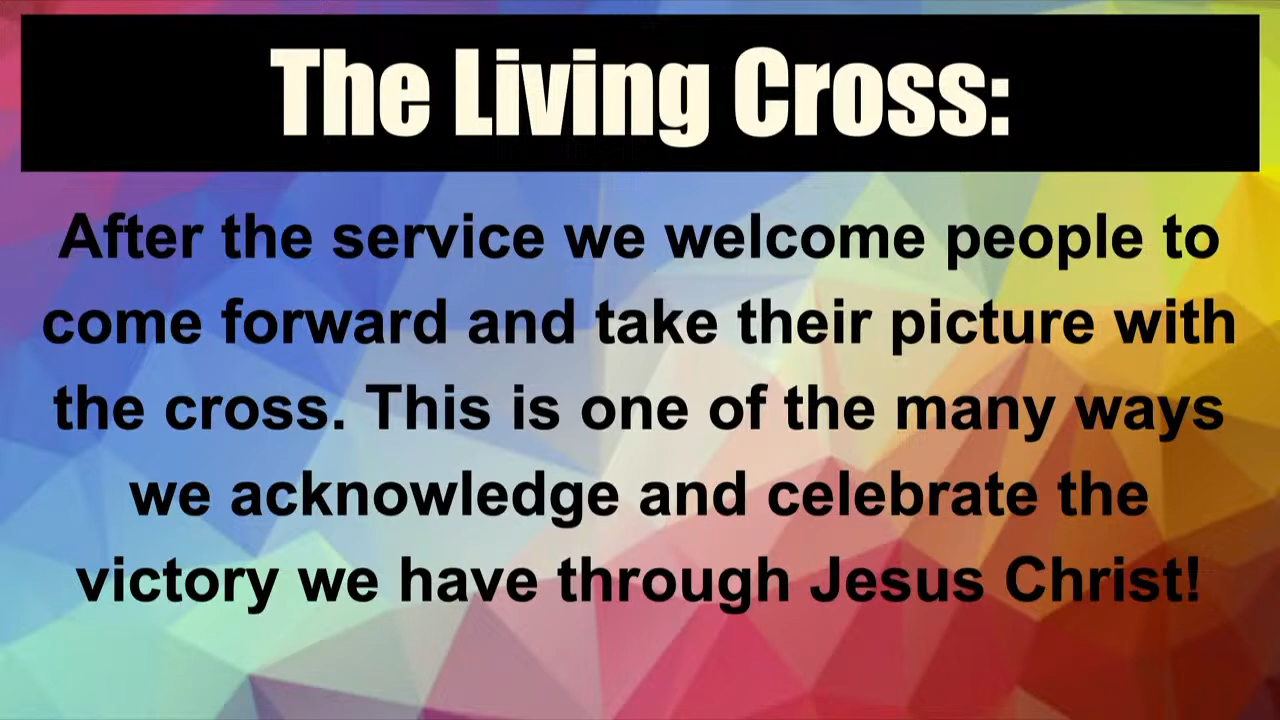 The Living Cross:
After the service we welcome people to
come forward and take their picture with
the cross. This is one of the many ways
we acknowledge and celebrate the
victory we have through Jesus Christ!